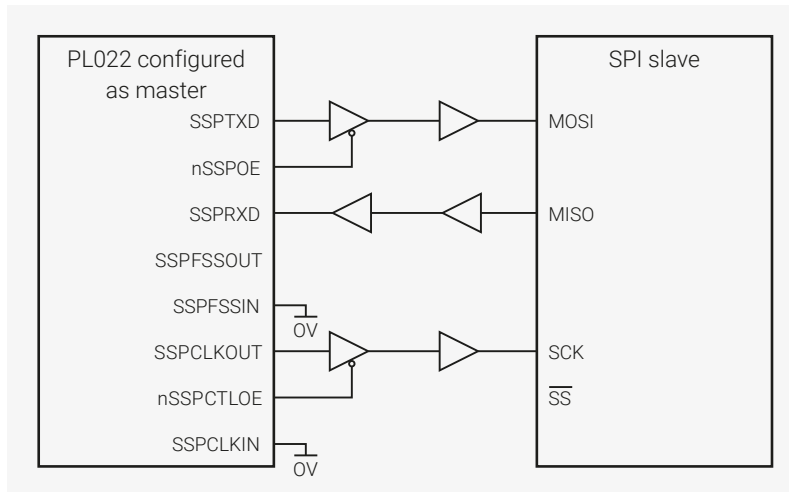 PL022 configured
as master
SPI slave
SSPTXD
MOSI
nSSPOE
SSPRXD
MISO
SSPFSSOUT
SSPFSSIN
0V
SSPCLKOUT
SCK
nSSPCTLOE
SS
SSPCLKIN
0V